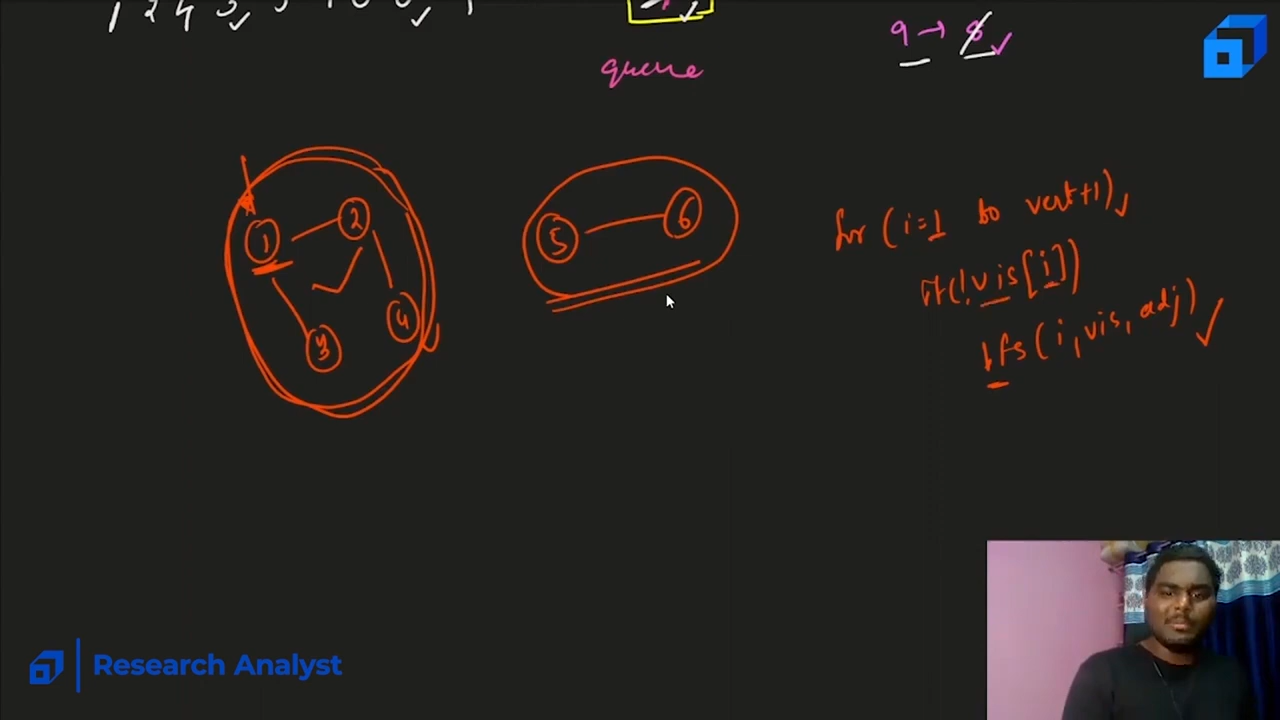 queue
9 → 8
1 2
3 4
5 6
for (i=1 to vert+1)
if(!vis[i])
bfs(i, vis, adj)
Research Analyst